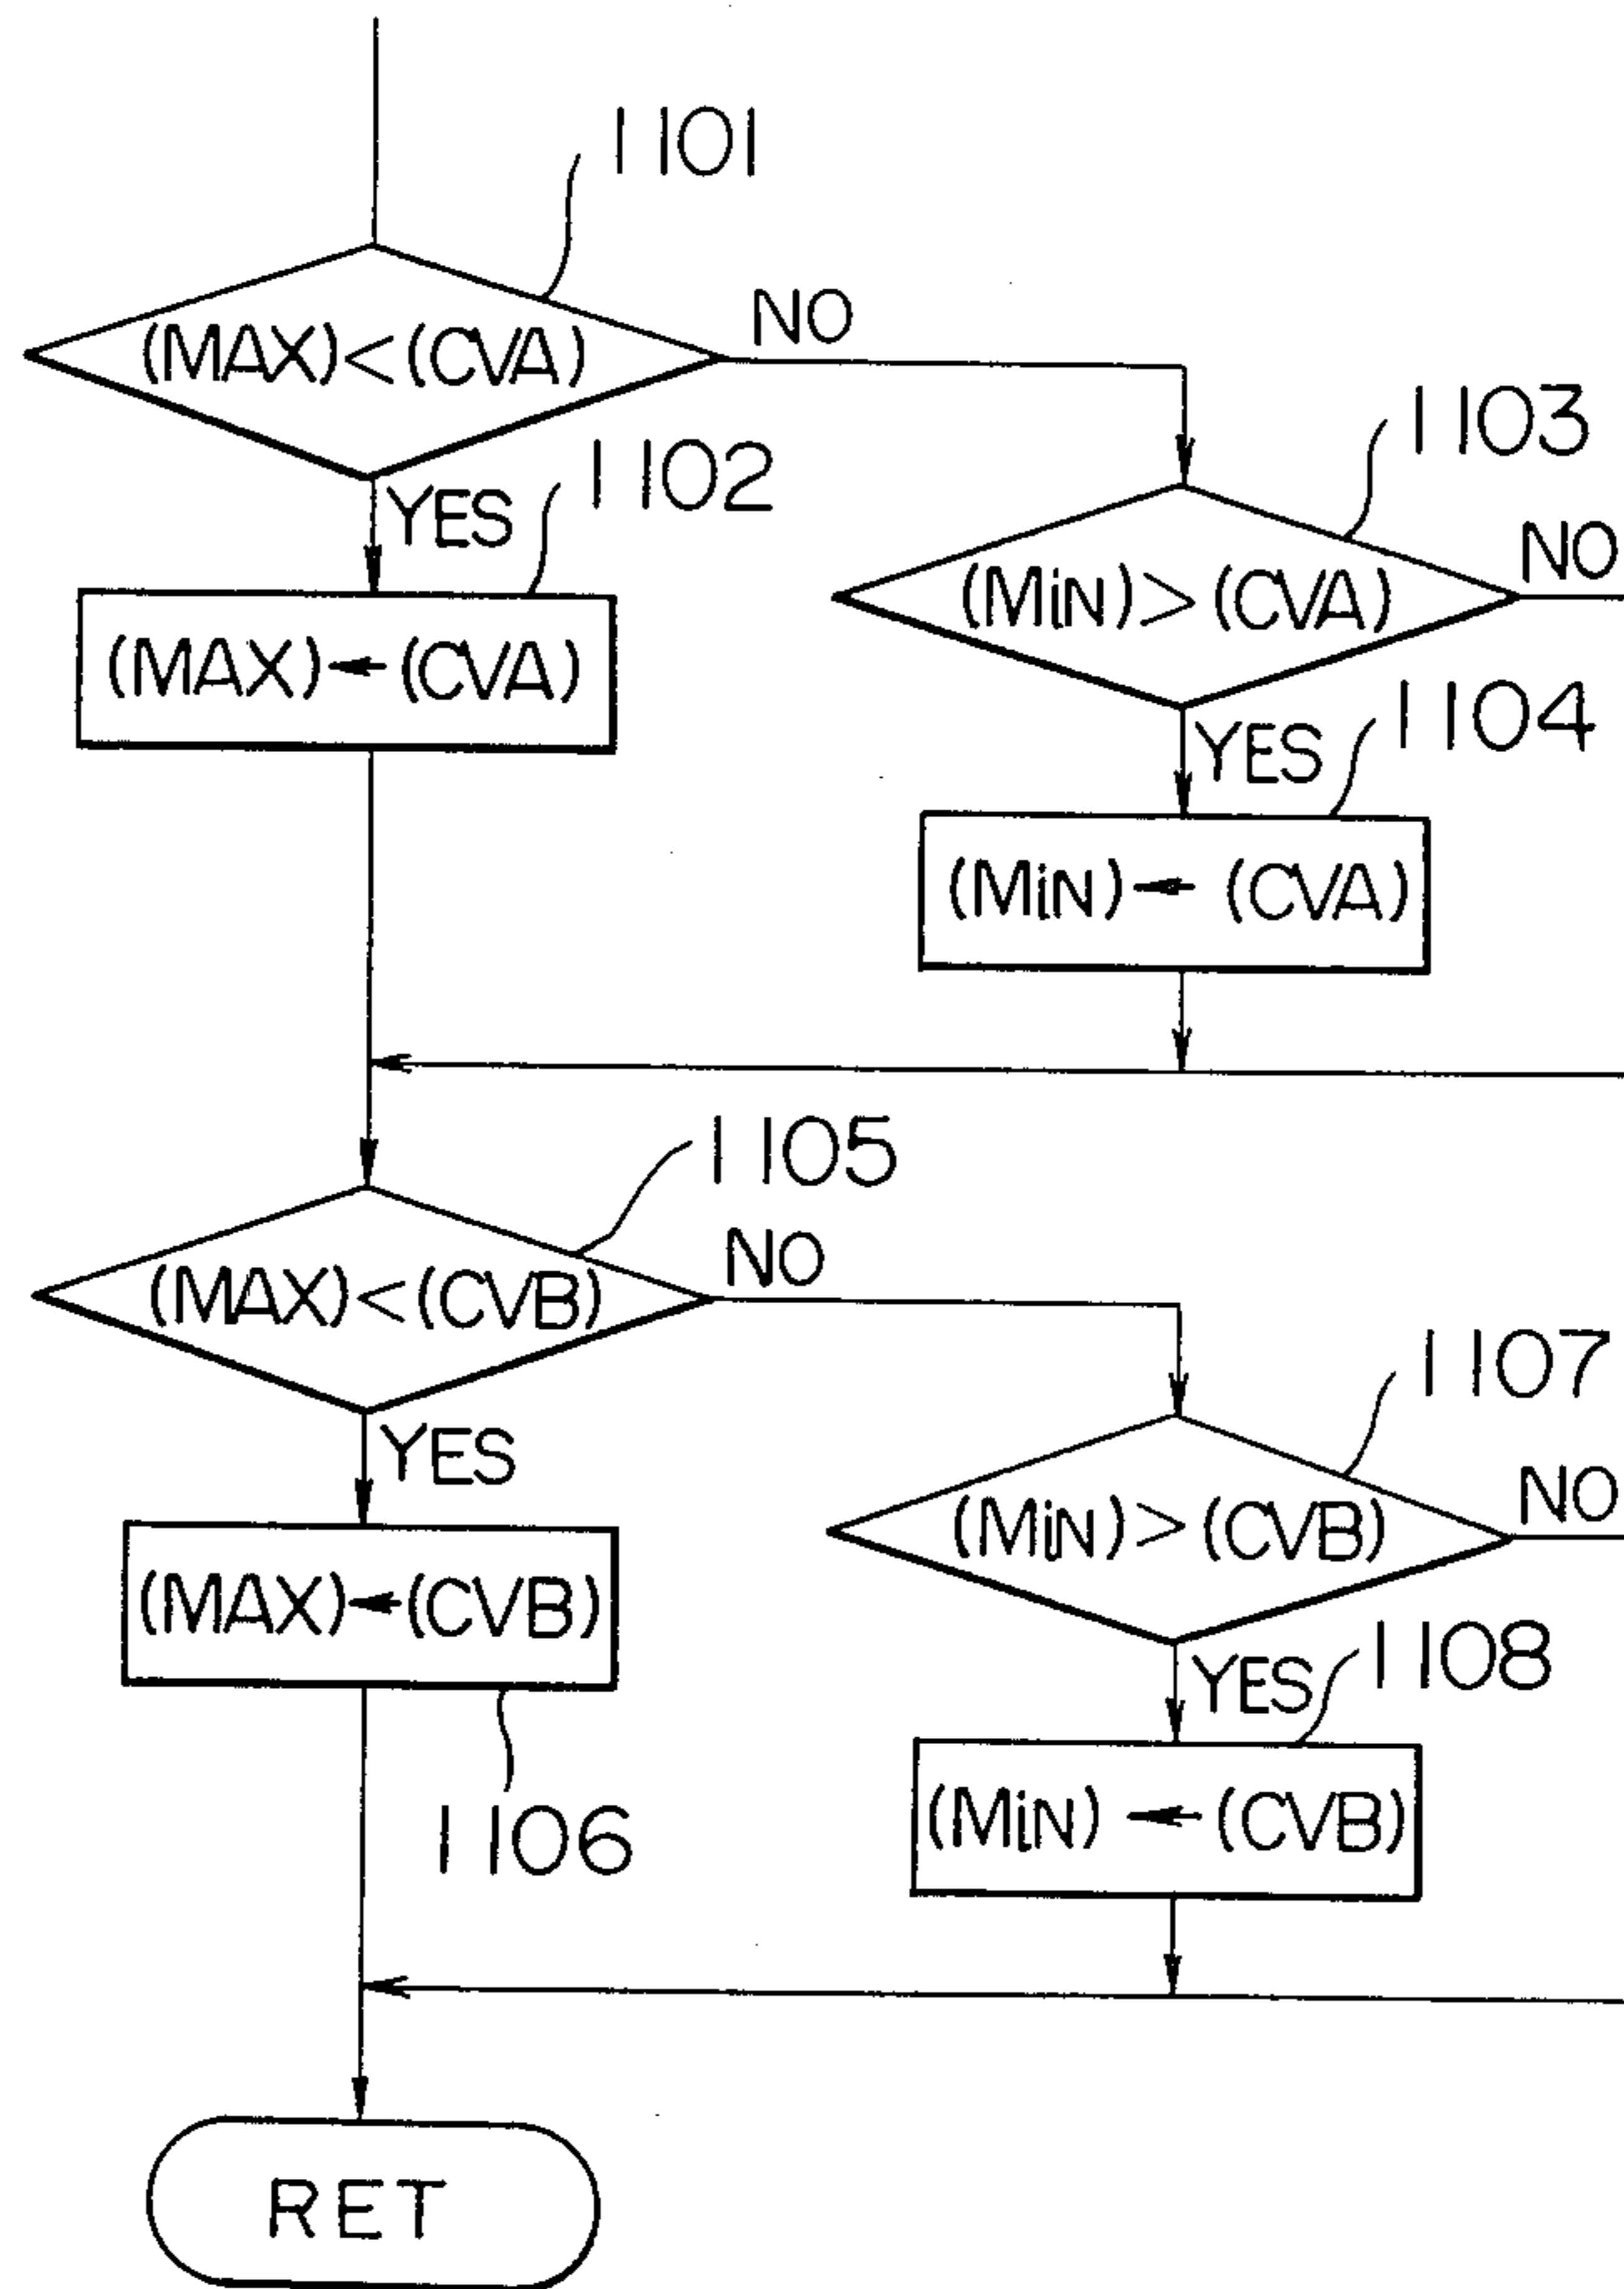 1101
(MAX)<(CVA)
NO
1102
YES
1103
(MiN)>(CVA)
NO
(MAX)←(CVA)
YES
1104
(MiN)←(CVA)
1105
(MAX)<(CVB)
NO
1107
YES
(MiN)>(CVB)
NO
(MAX)←(CVB)
YES
1108
1106
(MiN)←(CVB)
RET